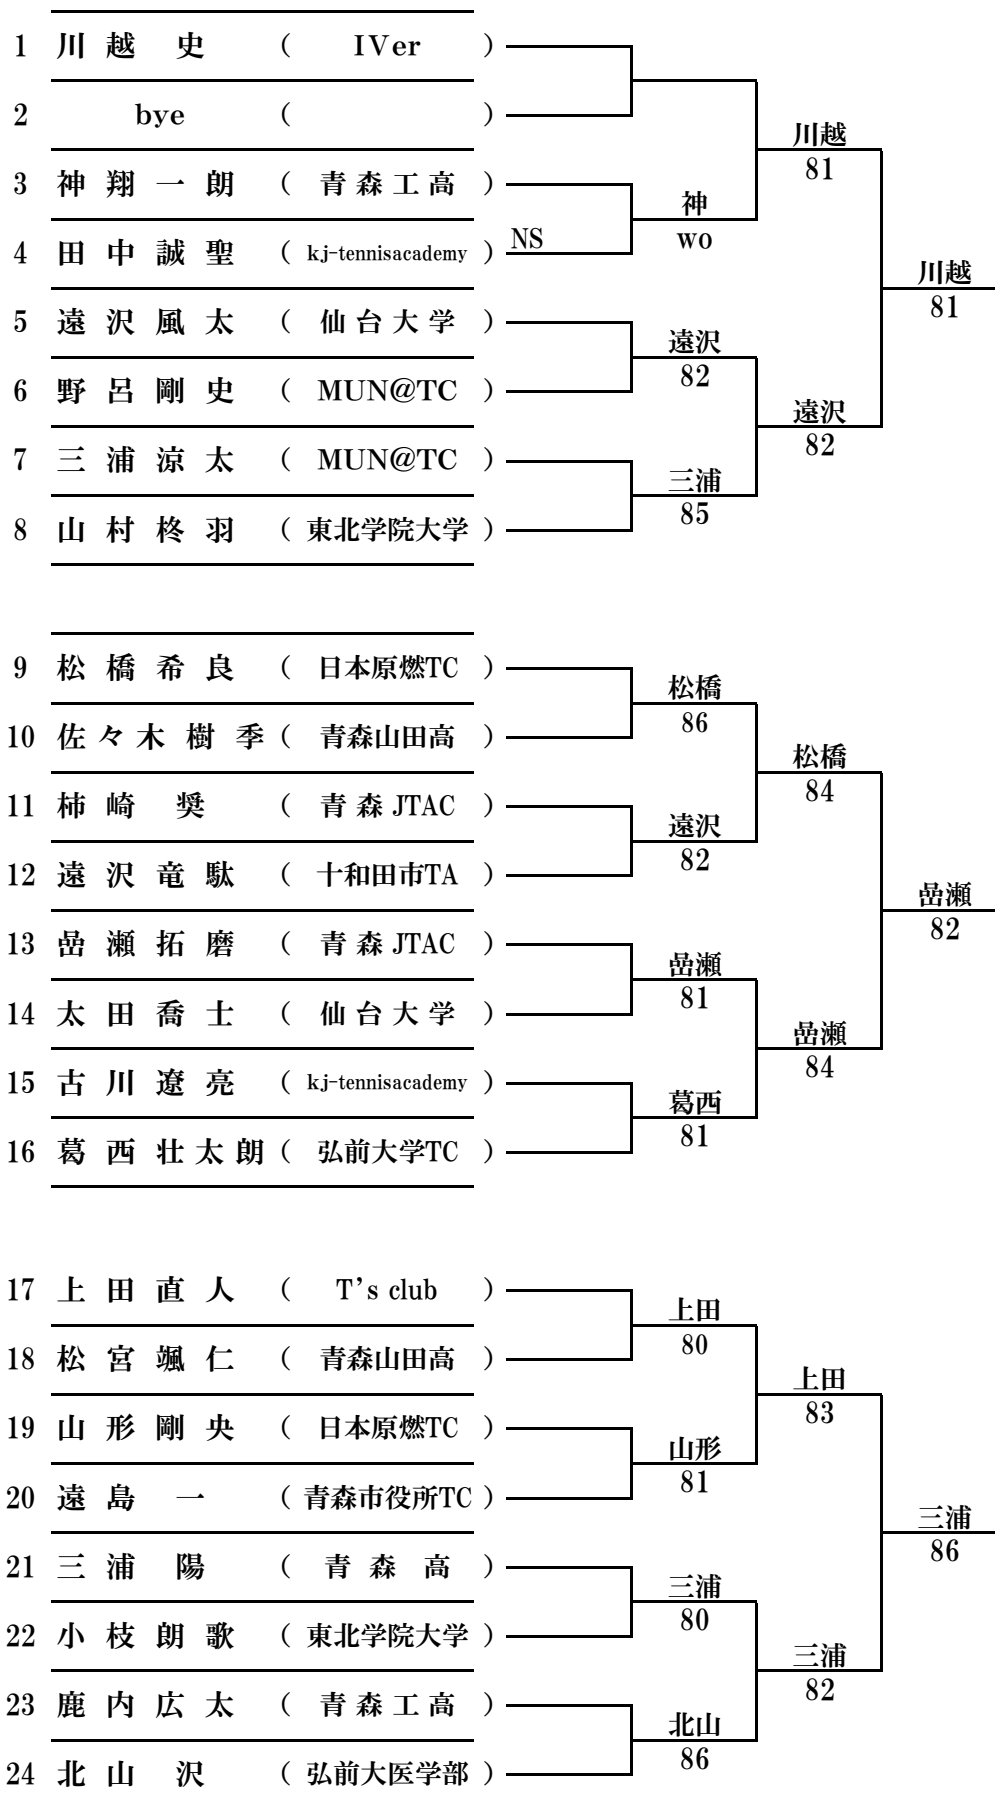 1 川越 史 ( IVer )
2 bye ( )
川越
81
3 神翔一朗 ( 青森工高 )
神
wo
4 田中誠聖 ( kj-tennisacademy ) NS
川越
81
5 遠沢風太 ( 仙台大学 )
遠沢
82
6 野呂剛史 ( MUN@TC )
遠沢
82
7 三浦涼太 ( MUN@TC )
三浦
85
8 山村柊羽 ( 東北学院大学 )
9 松橋希良 ( 日本原燃TC )
松橋
86
10 佐々木樹季 ( 青森山田高 )
松橋
84
11 柿崎 奨 ( 青森JTAC )
遠沢
82
12 遠沢竜駄 ( 十和田市TA )
嵒瀬
82
13 嵒瀬拓磨 ( 青森JTAC )
嵒瀬
81
14 太田喬士 ( 仙台大学 )
嵒瀬
84
15 古川遼亮 ( kj-tennisacademy )
葛西
81
16 葛西壮太朗 ( 弘前大学TC )
17 上田直人 ( T's club )
上田
80
18 松宮颯仁 ( 青森山田高 )
上田
83
19 山形剛央 ( 日本原燃TC )
山形
81
20 遠島 一 ( 青森市役所TC )
三浦
86
21 三浦 陽 ( 青森 高 )
三浦
80
22 小枝朗歌 ( 東北学院大学 )
三浦
82
23 鹿内広太 ( 青森工高 )
北山
86
24 北山 沢 ( 弘前大医学部 )